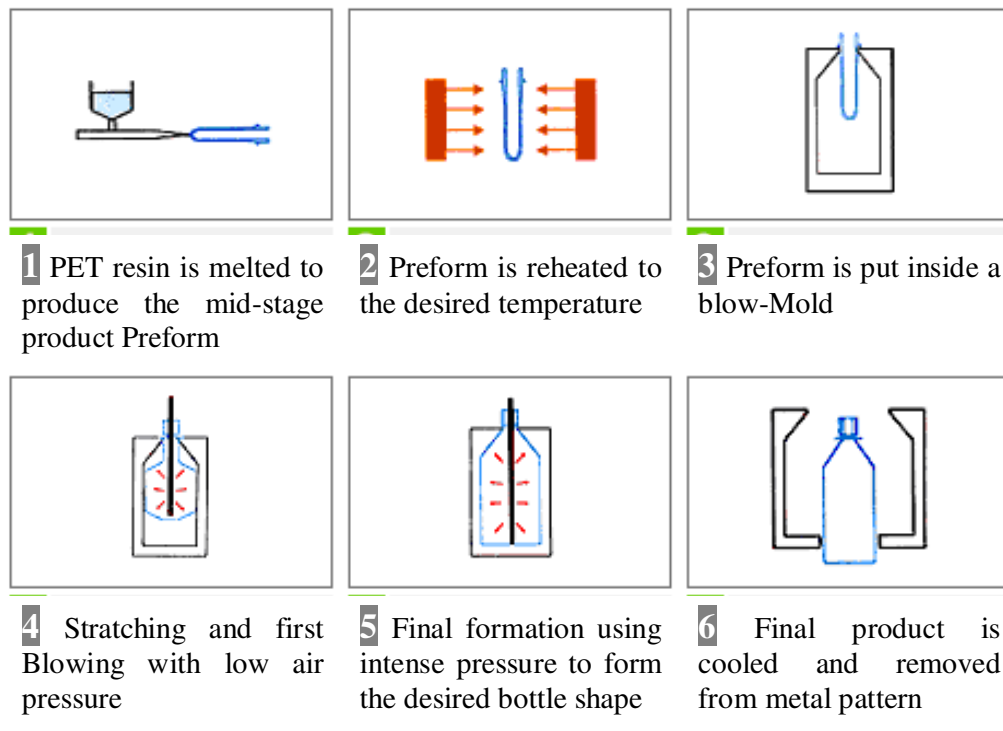 1 PET resin is melted to
produce the mid-stage
product Preform
2 Preform is reheated to
the desired temperature
3 Preform is put inside a
blow-Mold
4 Stratching and first
Blowing with low air
pressure
5 Final formation using
intense pressure to form
the desired bottle shape
6 Final product is
cooled and removed
from metal pattern